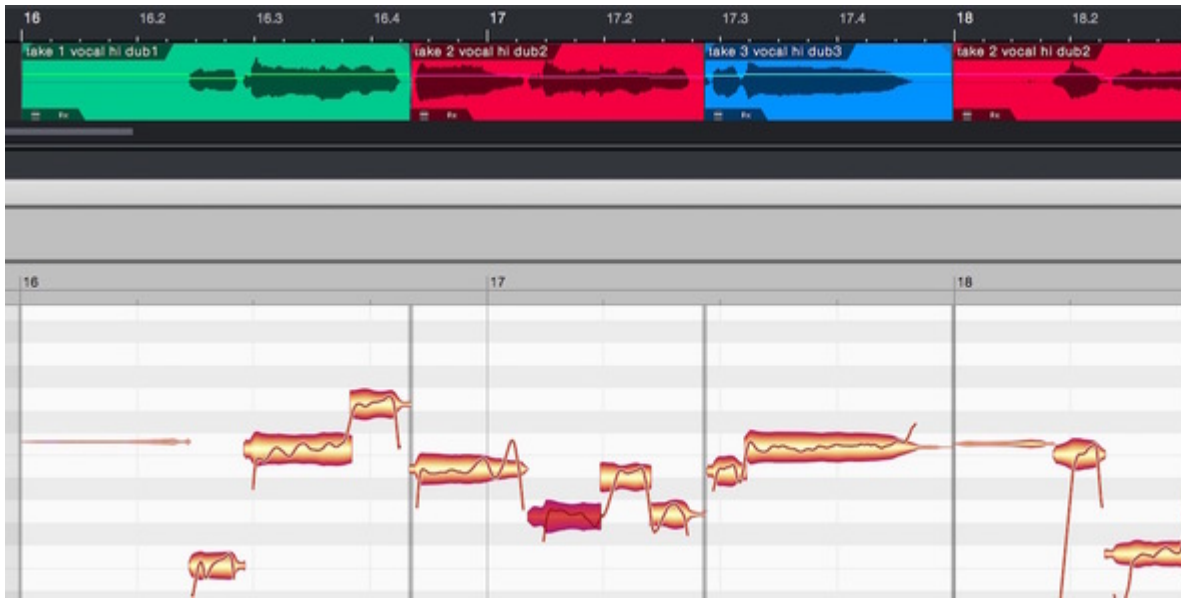 16 16.2 16.3 16.4 17 17.2 17.3 17.4 18 18.2
take 1 vocal hi dub1 take 2 vocal hi dub2 take 3 vocal hi dub3 take 2 vocal hi dub2
16 17 18